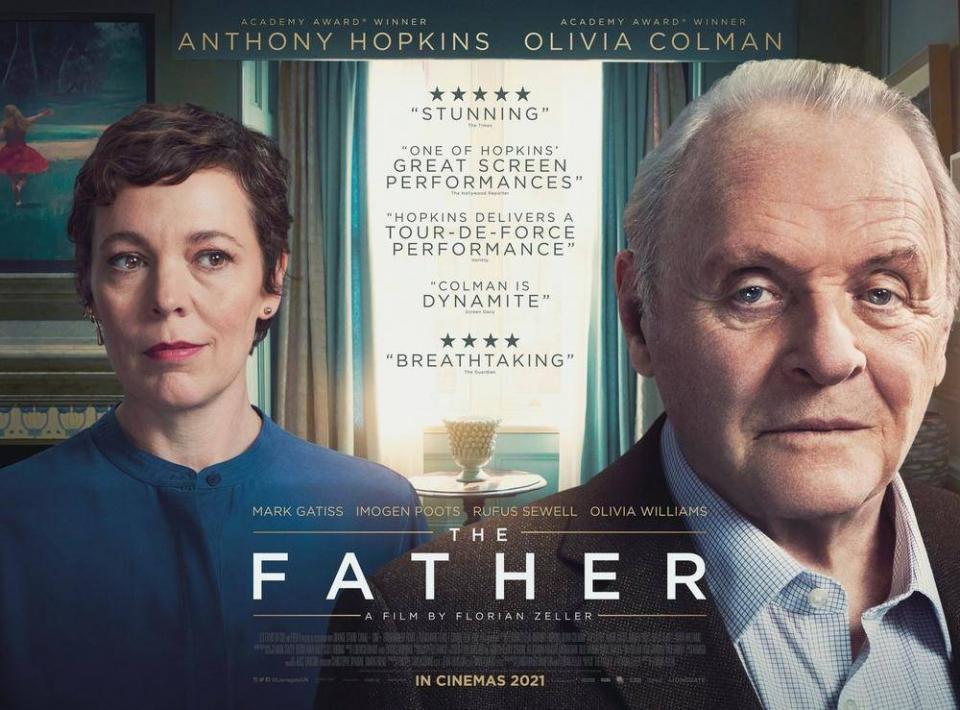 ACADEMY AWARD® WINNER
ANTHONY HOPKINS
ACADEMY AWARD® WINNER
OLIVIA COLMAN
★★★★★
“STUNNING”
The Times
“ONE OF HOPKINS’
GREAT SCREEN
PERFORMANCES”
The Hollywood Reporter
“HOPKINS DELIVERS A
TOUR-DE-FORCE
PERFORMANCE”
Variety
“COLMAN IS
DYNAMITE”
Screen Daily
★★★★
“BREATHTAKING”
The Guardian
MARK GATISS IMOGEN POOTS RUFUS SEWELL OLIVIA WILLIAMS
THE
FATHER
A FILM BY FLORIAN ZELLER
IN CINEMAS 2021
LIONSGATE